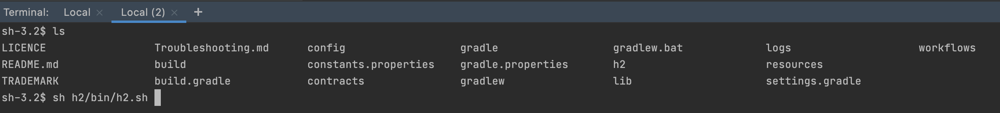 Terminal: Local × Local (2) × +
sh-3.2$ ls
LICENCE Troubleshooting.md config gradle gradlew.bat logs workflows
README.md build constants.properties gradle.properties h2 resources
TRADEMARK build.gradle contracts gradlew lib settings.gradle
sh-3.2$ sh h2/bin/h2.sh